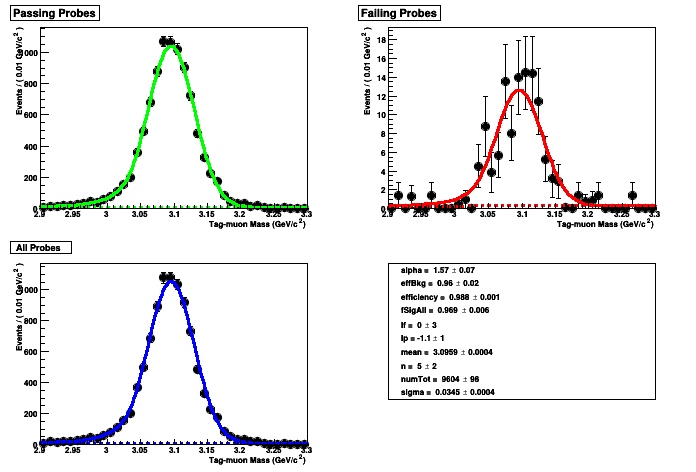 Passing Probes
Events / ( 0.01 GeV/c² )
1000
800
600
400
200
0
2.9 2.95 3 3.05 3.1 3.15 3.2 3.25 3.3
Tag-muon Mass (GeV/c²)
Failing Probes
Events / ( 0.01 GeV/c² )
18
16
14
12
10
8
6
4
2
0
2.9 2.95 3 3.05 3.1 3.15 3.2 3.25 3.3
Tag-muon Mass (GeV/c²)
All Probes
Events / ( 0.01 GeV/c² )
1000
800
600
400
200
0
2.9 2.95 3 3.05 3.1 3.15 3.2 3.25 3.3
Tag-muon Mass (GeV/c²)
alpha = 1.57 ± 0.07
effBkg = 0.96 ± 0.02
efficiency = 0.988 ± 0.001
fSigAll = 0.969 ± 0.006
lf = 0 ± 3
lp = -1.1 ± 1
mean = 3.0959 ± 0.0004
n = 5 ± 2
numTot = 9604 ± 98
sigma = 0.0345 ± 0.0004